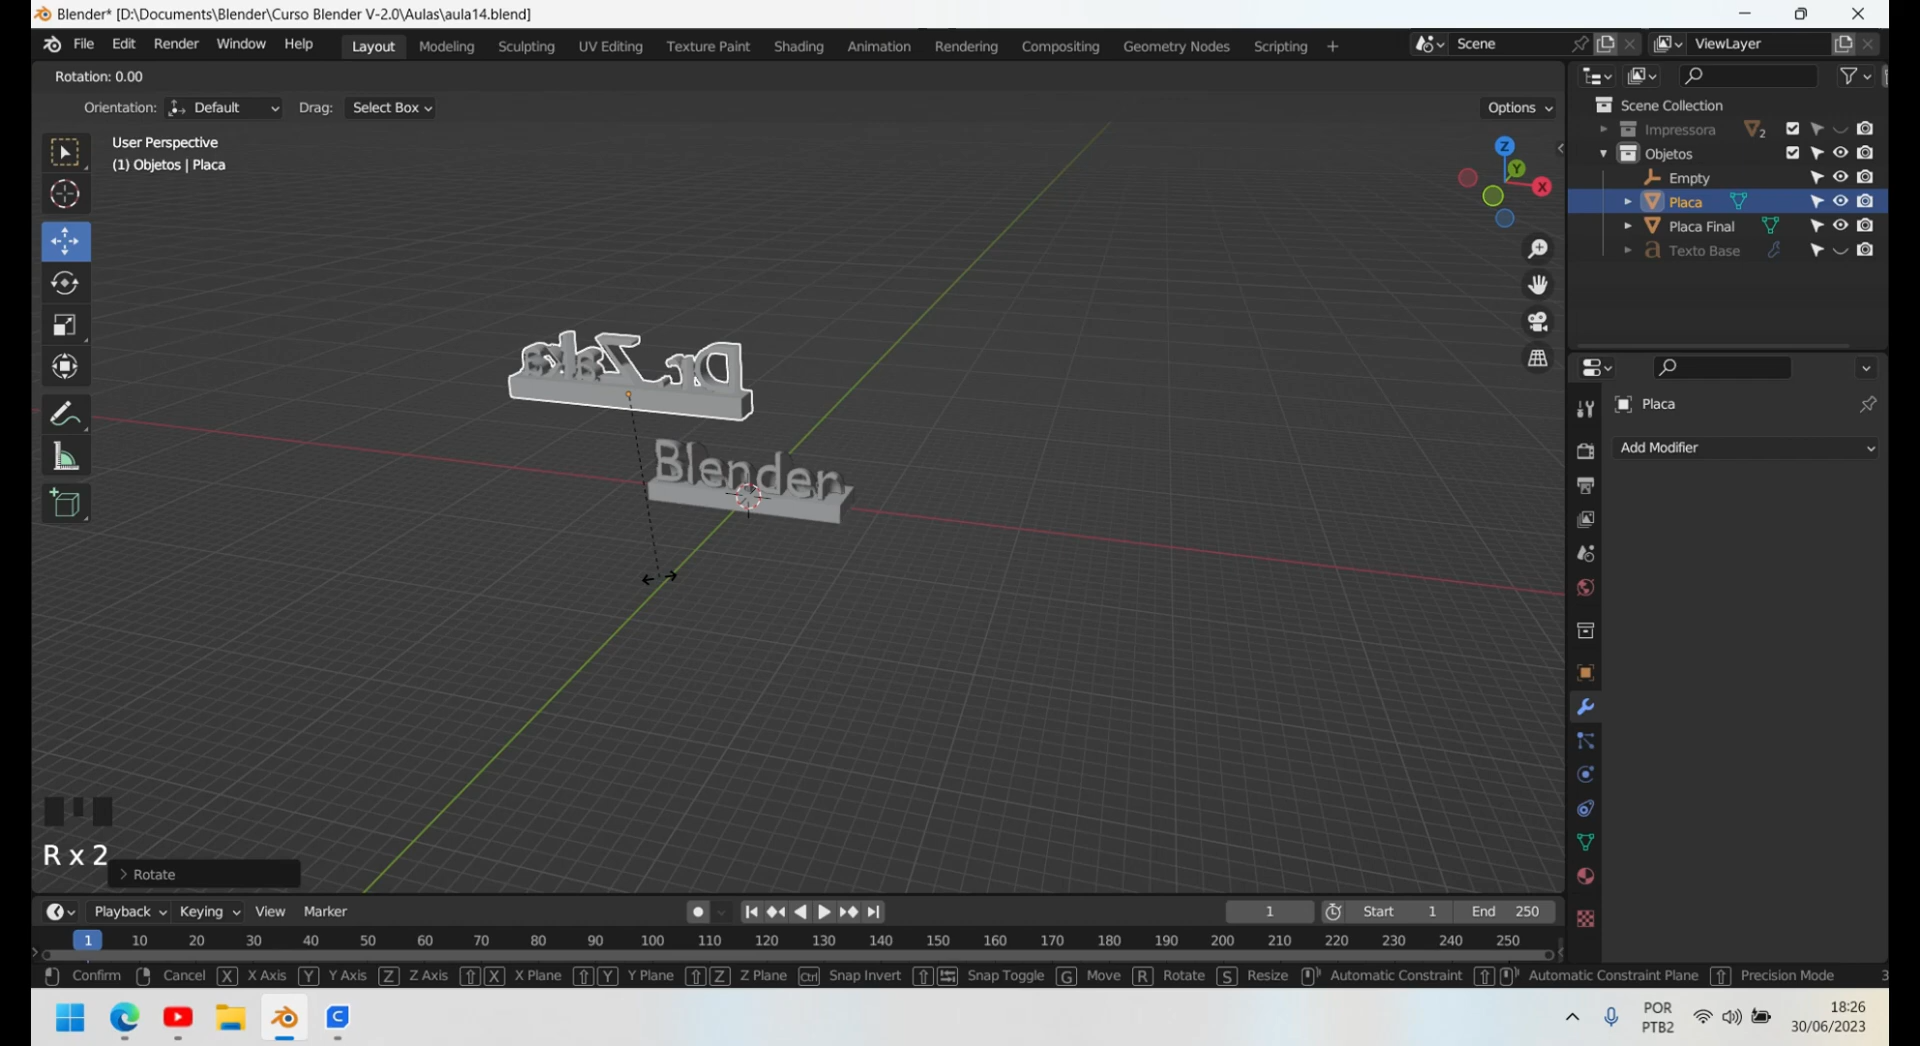 Blender* [D:\Documents\Blender\Curso Blender V-2.0\Aulas\aula14.blend]
File Edit Render Window Help Layout Modeling Sculpting UV Editing Texture Paint Shading Animation Rendering Compositing Geometry Nodes Scripting + Scene ViewLayer
Rotation: 0.00
Orientation: Default Drag: Select Box Options
User Perspective
(1) Objetos | Placa
Z
Y
X
Scene Collection
Impressora 2
Objetos
Empty
Placa
Placa Final
Texto Base
Placa
Add Modifier
Dr. Zaks
Blender
R x 2
Rotate
Playback Keying View Marker 1 Start 1 End 250
1 10 20 30 40 50 60 70 80 90 100 110 120 130 140 150 160 170 180 190 200 210 220 230 240 250
Confirm Cancel X X Axis Y Y Axis Z Z Axis X X Plane Y Y Plane Z Z Plane Ctrl Snap Invert Snap Toggle G Move R Rotate S Resize Automatic Constraint Automatic Constraint Plane Precision Mode 3
POR
PTB2
18:26
30/06/2023